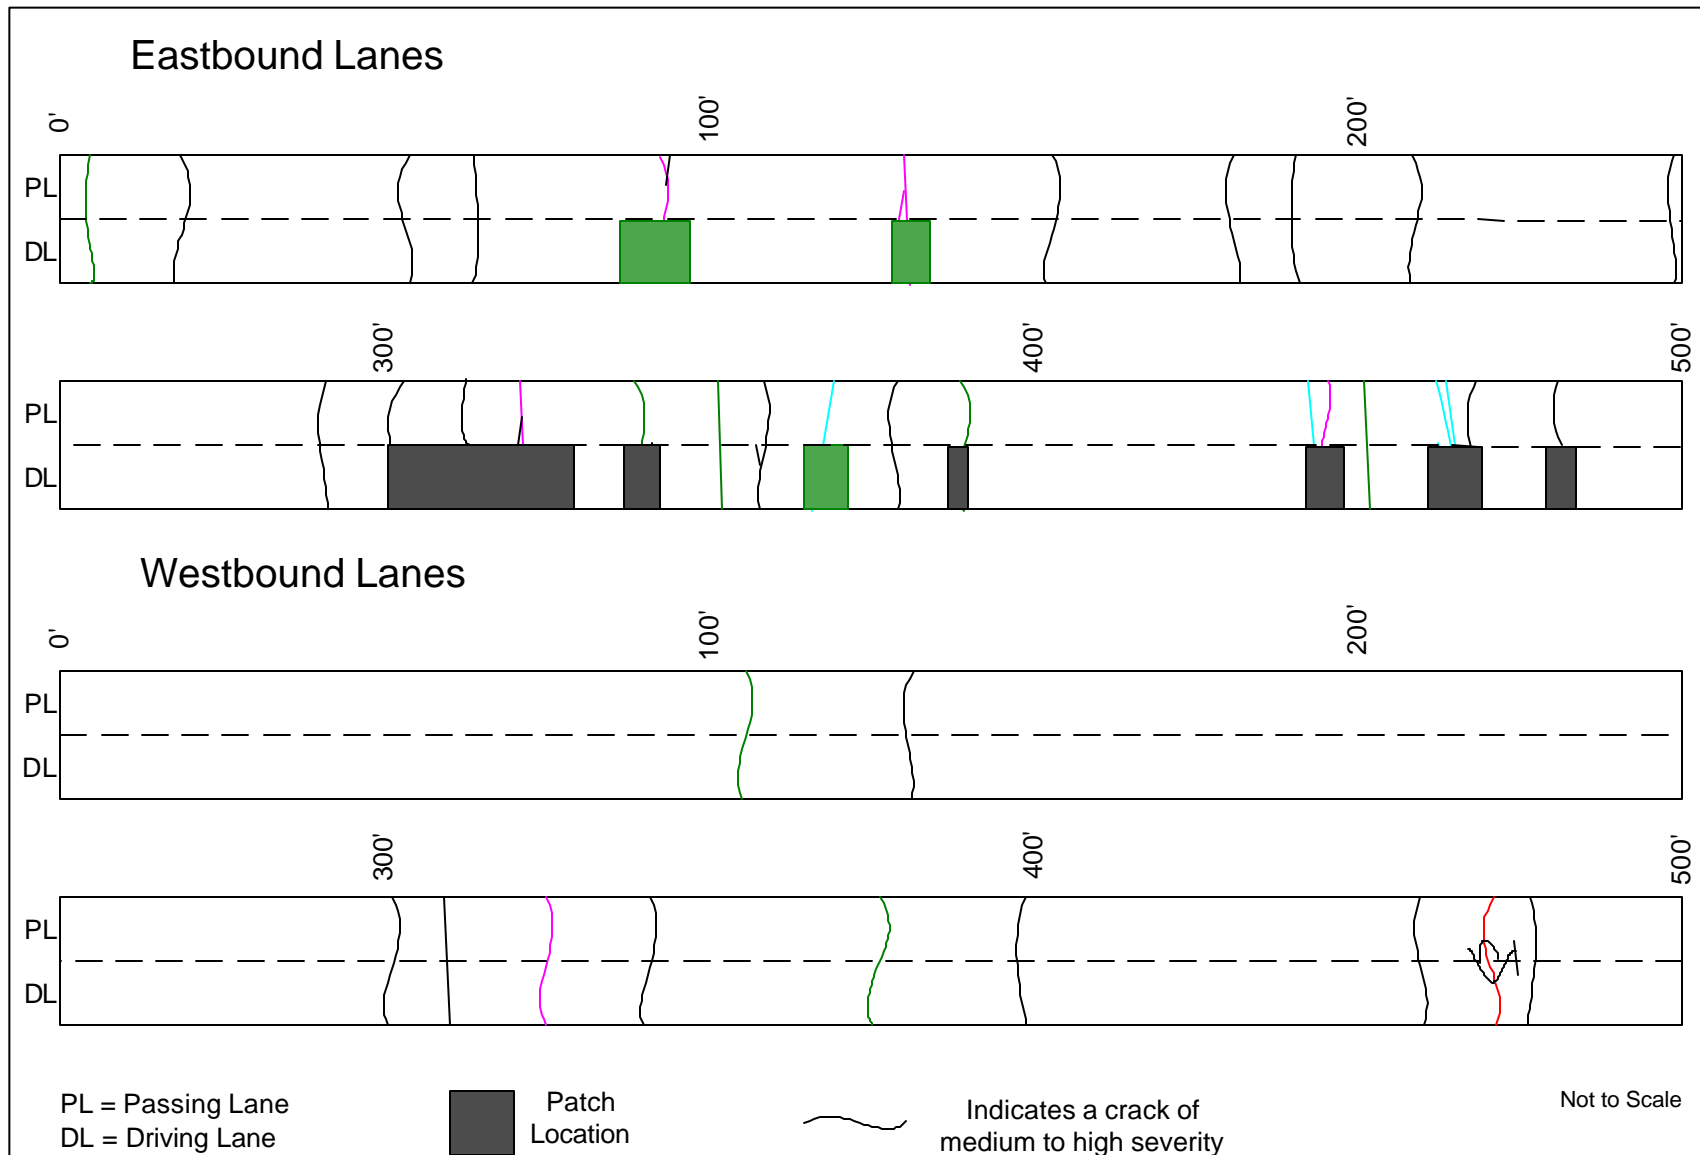 Eastbound Lanes
0' 100' 200'
PL
DL
300' 400' 500'
PL
DL
Westbound Lanes
0' 100' 200'
PL
DL
300' 400' 500'
PL
DL
PL = Passing Lane
DL = Driving Lane
Patch
Location
Indicates a crack of
medium to high severity
Not to Scale